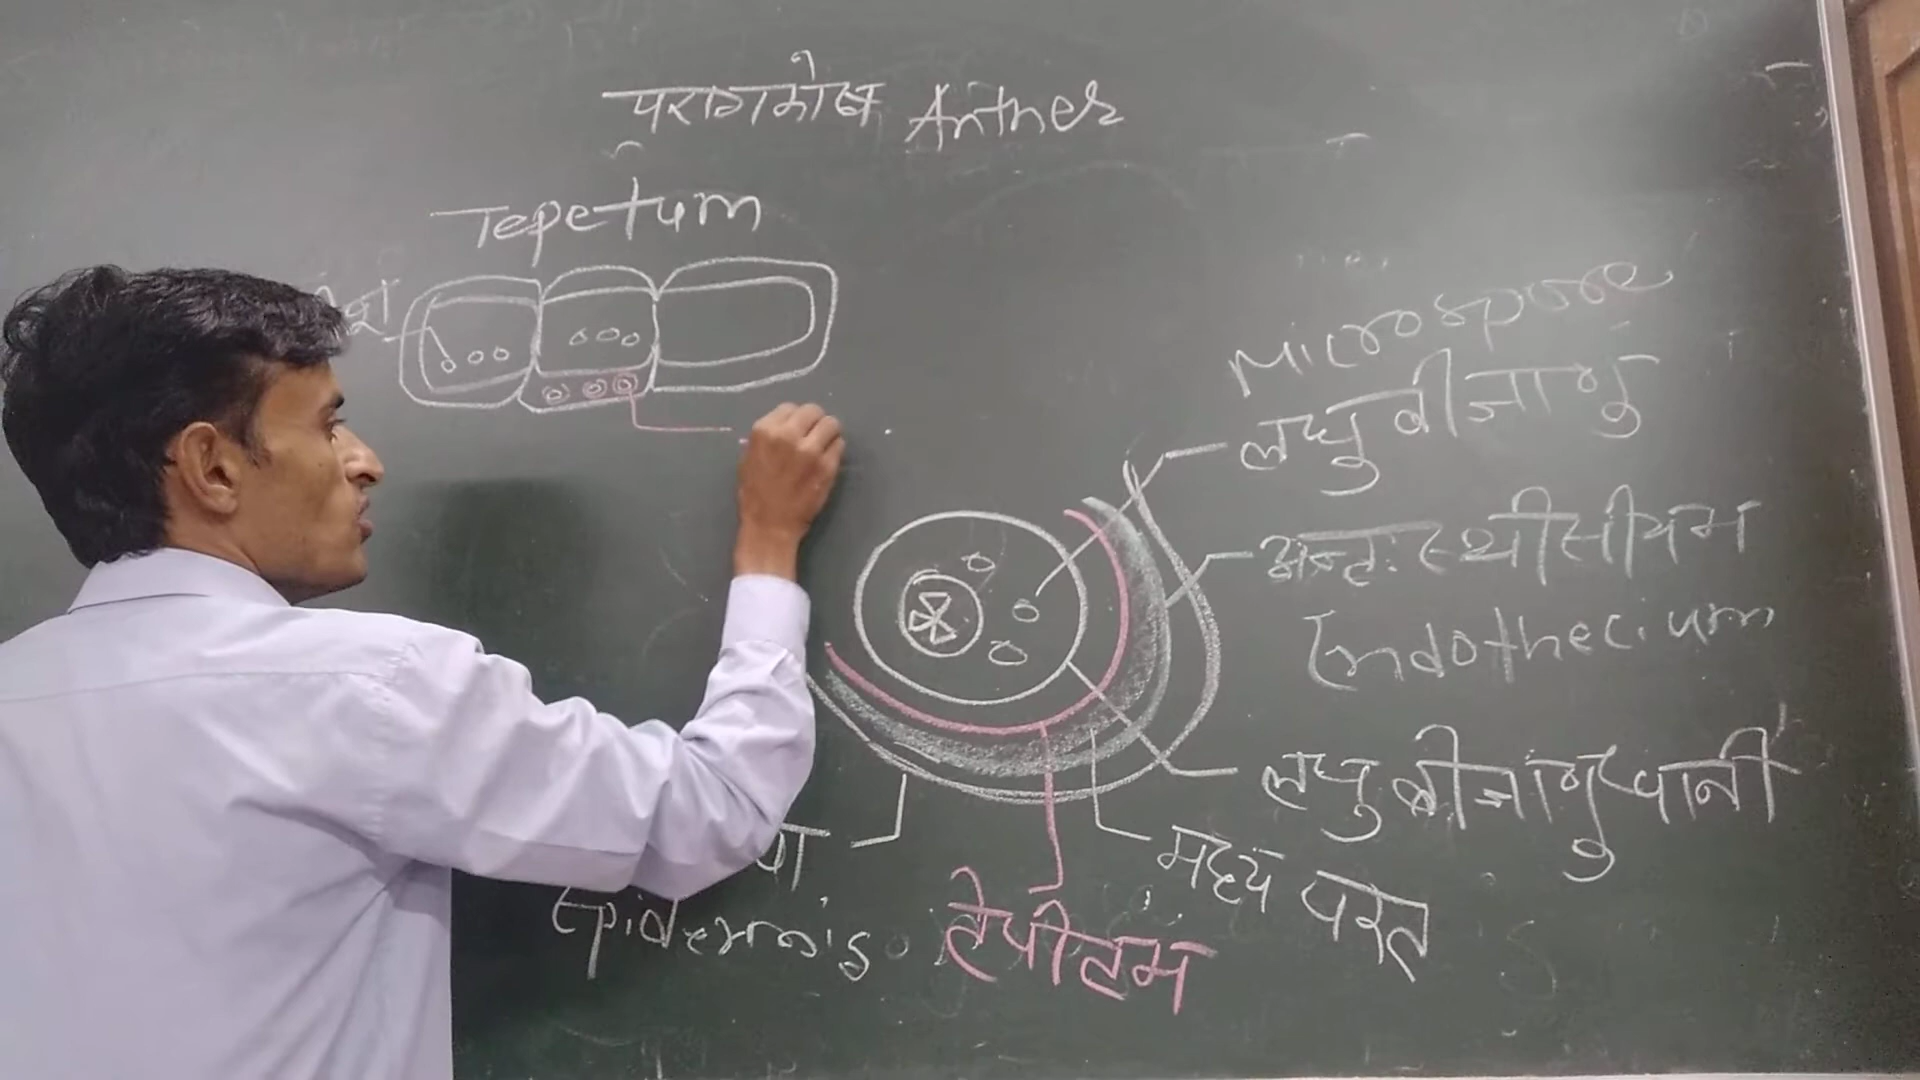 परागकोष Anther
Tepetum
Microspore
लघुबीजाणु
अन्तः स्थीसीयम
Endothecium
लघुबीजाणुधानी
मध्य परत
Epidermis
टेपीटम